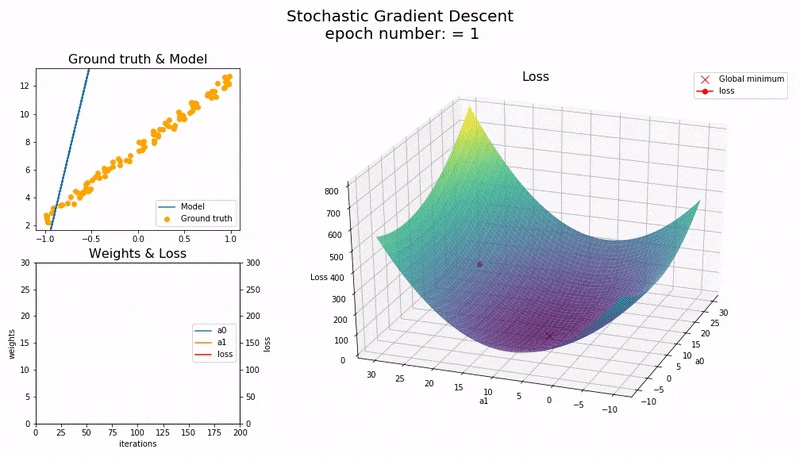 Stochastic Gradient Descent
epoch number: = 1
Ground truth & Model
12
10
8
6
4
2
−1.0 −0.5 0.0 0.5 1.0
Model
Ground truth
Weights & Loss
30
25
20
15
10
5
0
weights
300
250
200
150
100
50
0
loss
a0
a1
loss
0 25 50 75 100 125 150 175 200
iterations
Loss
Global minimum
loss
800
700
600
500
400
300
200
100
0
Loss
30 25 20 15 10 5 0 −5 −10
a1
30
25
20
15
10
5
0
−5
−10
a0